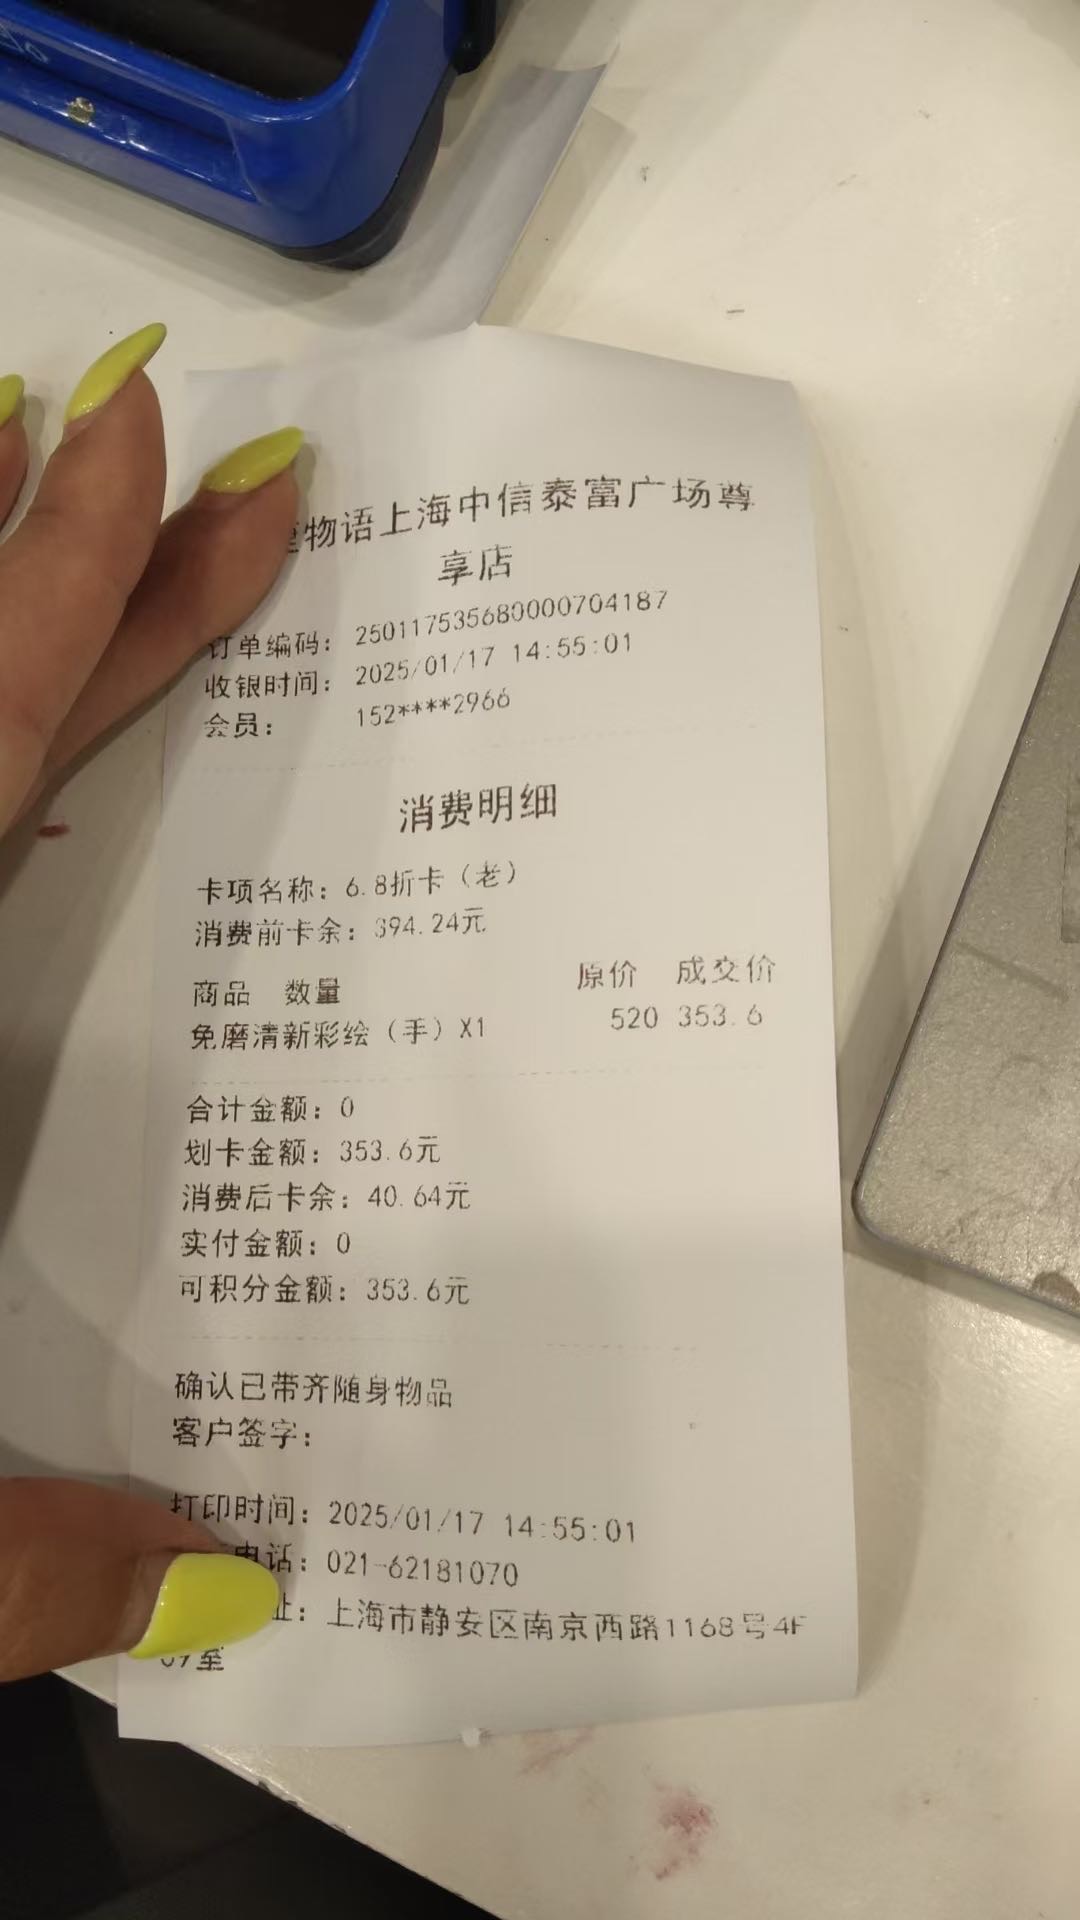 物语上海中信泰富广场尊
享店
订单编码: 250117535680000704187
收银时间: 2025/01/17 14:55:01
会员: 152****2966
消费明细
卡项名称: 6.8折卡（老）
消费前卡余: 394.24元
商品 数量 原价 成交价
免磨清新彩绘（手）X1 520 353.6
合计金额: 0
划卡金额: 353.6元
消费后卡余: 40.64元
实付金额: 0
可积分金额: 353.6元
确认已带齐随身物品
客户签字:
打印时间: 2025/01/17 14:55:01
电话: 021-62181070
址: 上海市静安区南京西路1168号4F
室